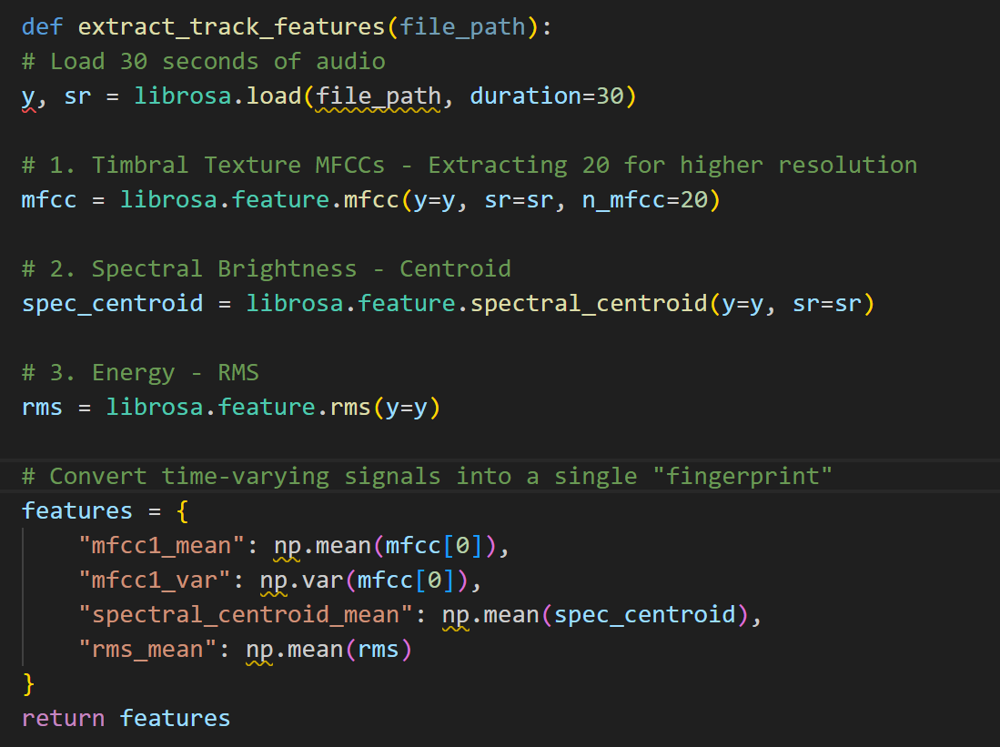 def extract_track_features(file_path):
# Load 30 seconds of audio
y, sr = librosa.load(file_path, duration=30)
# 1. Timbral Texture MFCCs - Extracting 20 for higher resolution
mfcc = librosa.feature.mfcc(y=y, sr=sr, n_mfcc=20)
# 2. Spectral Brightness - Centroid
spec_centroid = librosa.feature.spectral_centroid(y=y, sr=sr)
# 3. Energy - RMS
rms = librosa.feature.rms(y=y)
# Convert time-varying signals into a single "fingerprint"
features = {
    "mfcc1_mean": np.mean(mfcc[0]),
    "mfcc1_var": np.var(mfcc[0]),
    "spectral_centroid_mean": np.mean(spec_centroid),
    "rms_mean": np.mean(rms)
}
return features